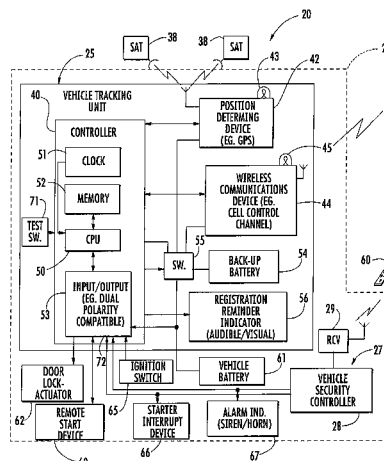 20
38
SAT
38
SAT
25
43
42
VEHICLE TRACKING
UNIT
40
CONTROLLER
POSITION
DETERMING
DEVICE
(EG. GPS)
51
CLOCK
45
52
MEMORY
WIRELESS
COMMUNICATIONS
DEVICE (EG.
CELL CONTROL
CHANNEL)
44
71
TEST
SW.
CPU
50
55
SW.
BACK-UP
BATTERY
54
60
INPUT/OUTPUT
(EG. DUAL
POLARITY
COMPATIBLE)
53
REGISTRATION
REMINDER
INDICATOR
(AUDIBLE/VISUAL)
56
29
72
RCV
27
DOOR
LOCK-
ACTUATOR
62
IGNITION
SWITCH
65
VEHICLE
BATTERY
61
VEHICLE
SECURITY
CONTROLLER
28
REMOTE
START
DEVICE
STARTER
INTERRUPT
DEVICE
66
ALARM IND.
(SIREN/HORN)
67